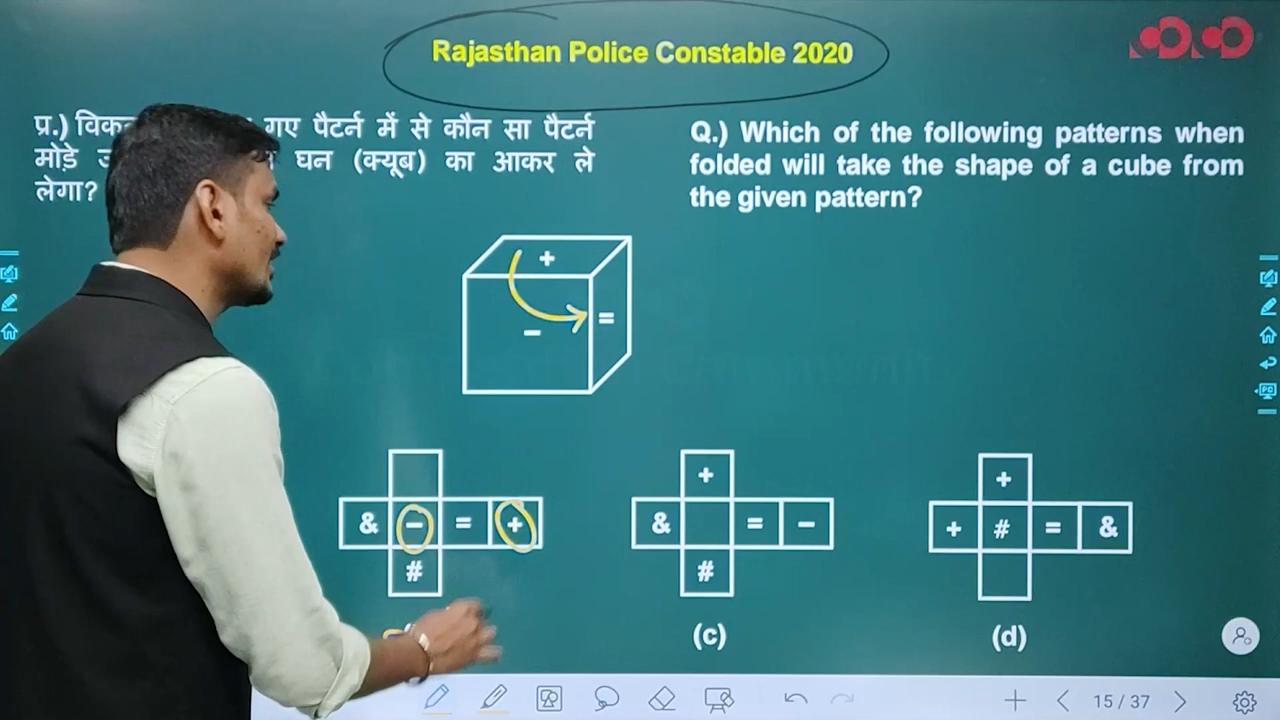 Rajasthan Police Constable 2020
प्र.) गए पैटर्न में से कौन सा पैटर्न
मोड़े घन (क्यूब) का आकर ले
लेगा?
Q.) Which of the following patterns when
folded will take the shape of a cube from
the given pattern?
+
=
−
&
−
=
+
#
+
&
=
−
#
+
+
#
=
&
(c)
(d)
15 / 37